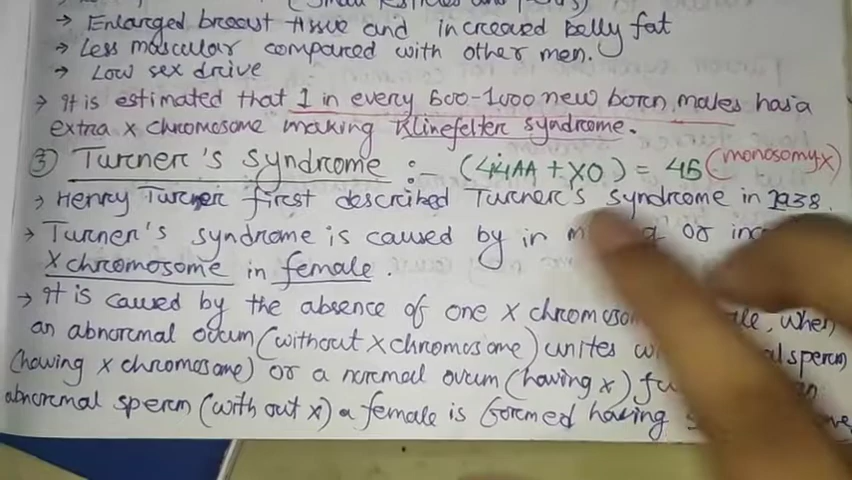 → Enlarged breast tissue and increased belly fat
→ Less muscular compared with other men.
→ Low sex drive
→ It is estimated that 1 in every 600-1000 new born males has a
extra x chromosome making Klinefelter syndrome.
③ Turner's syndrome :- (44AA + XO) = 45 (monosomy x)
→ Henry Turner first described Turner's syndrome in 1938.
→ Turner's syndrome is caused by in or
X chromosome in female.
→ It is caused by the absence of one X when
an abnormal ovum (without X chromosome) unites sperm
(having X chromosome) or a normal ovum (having x)
abnormal sperm (with out x) a female is formed having